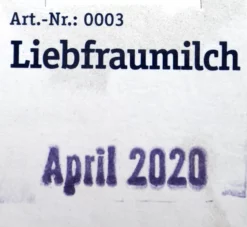 Art.-Nr.: 0003
Liebfraumilch
April 2020